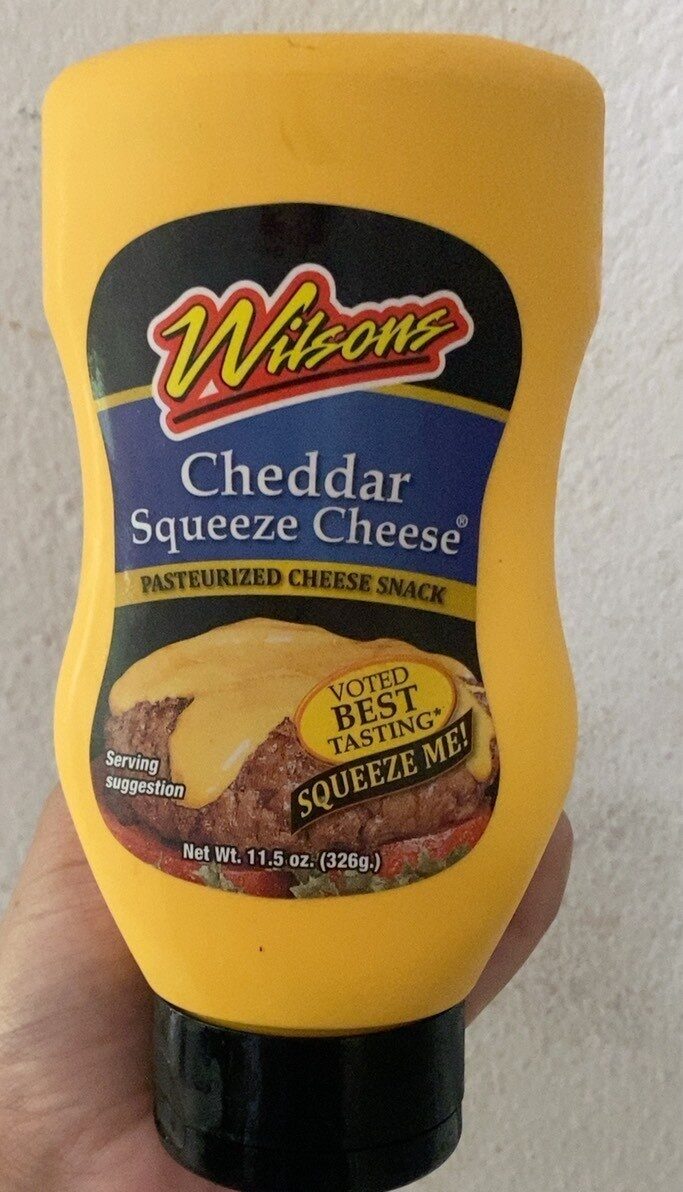 Wilsons
Cheddar
Squeeze Cheese®
PASTEURIZED CHEESE SNACK
VOTED
BEST
TASTING*
SQUEEZE ME!
Serving
suggestion
Net Wt. 11.5 oz. (326g.)